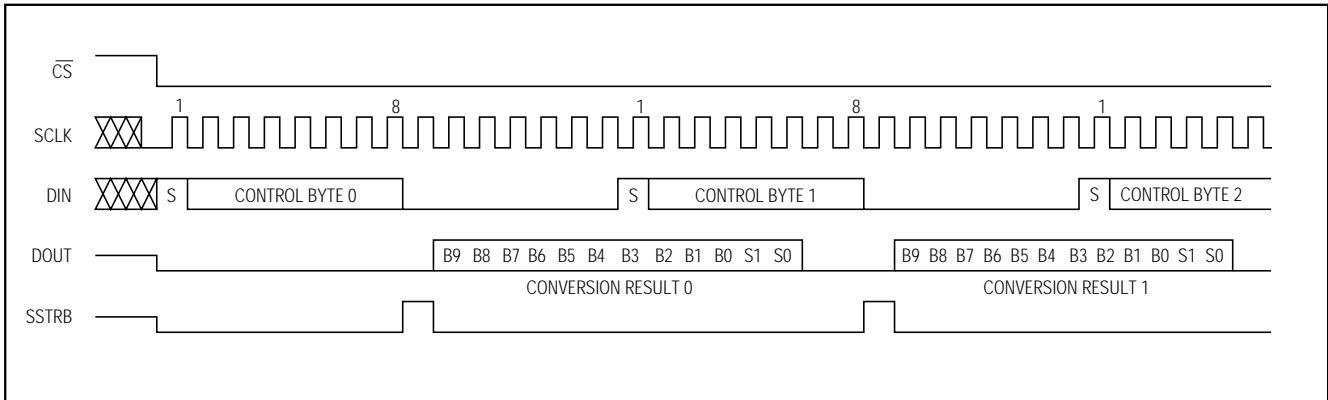 CS
1 8 1 8 1
SCLK
DIN S CONTROL BYTE 0 S CONTROL BYTE 1 S CONTROL BYTE 2
DOUT B9 B8 B7 B6 B5 B4 B3 B2 B1 B0 S1 S0 B9 B8 B7 B6 B5 B4 B3 B2 B1 B0 S1 S0
CONVERSION RESULT 0 CONVERSION RESULT 1
SSTRB